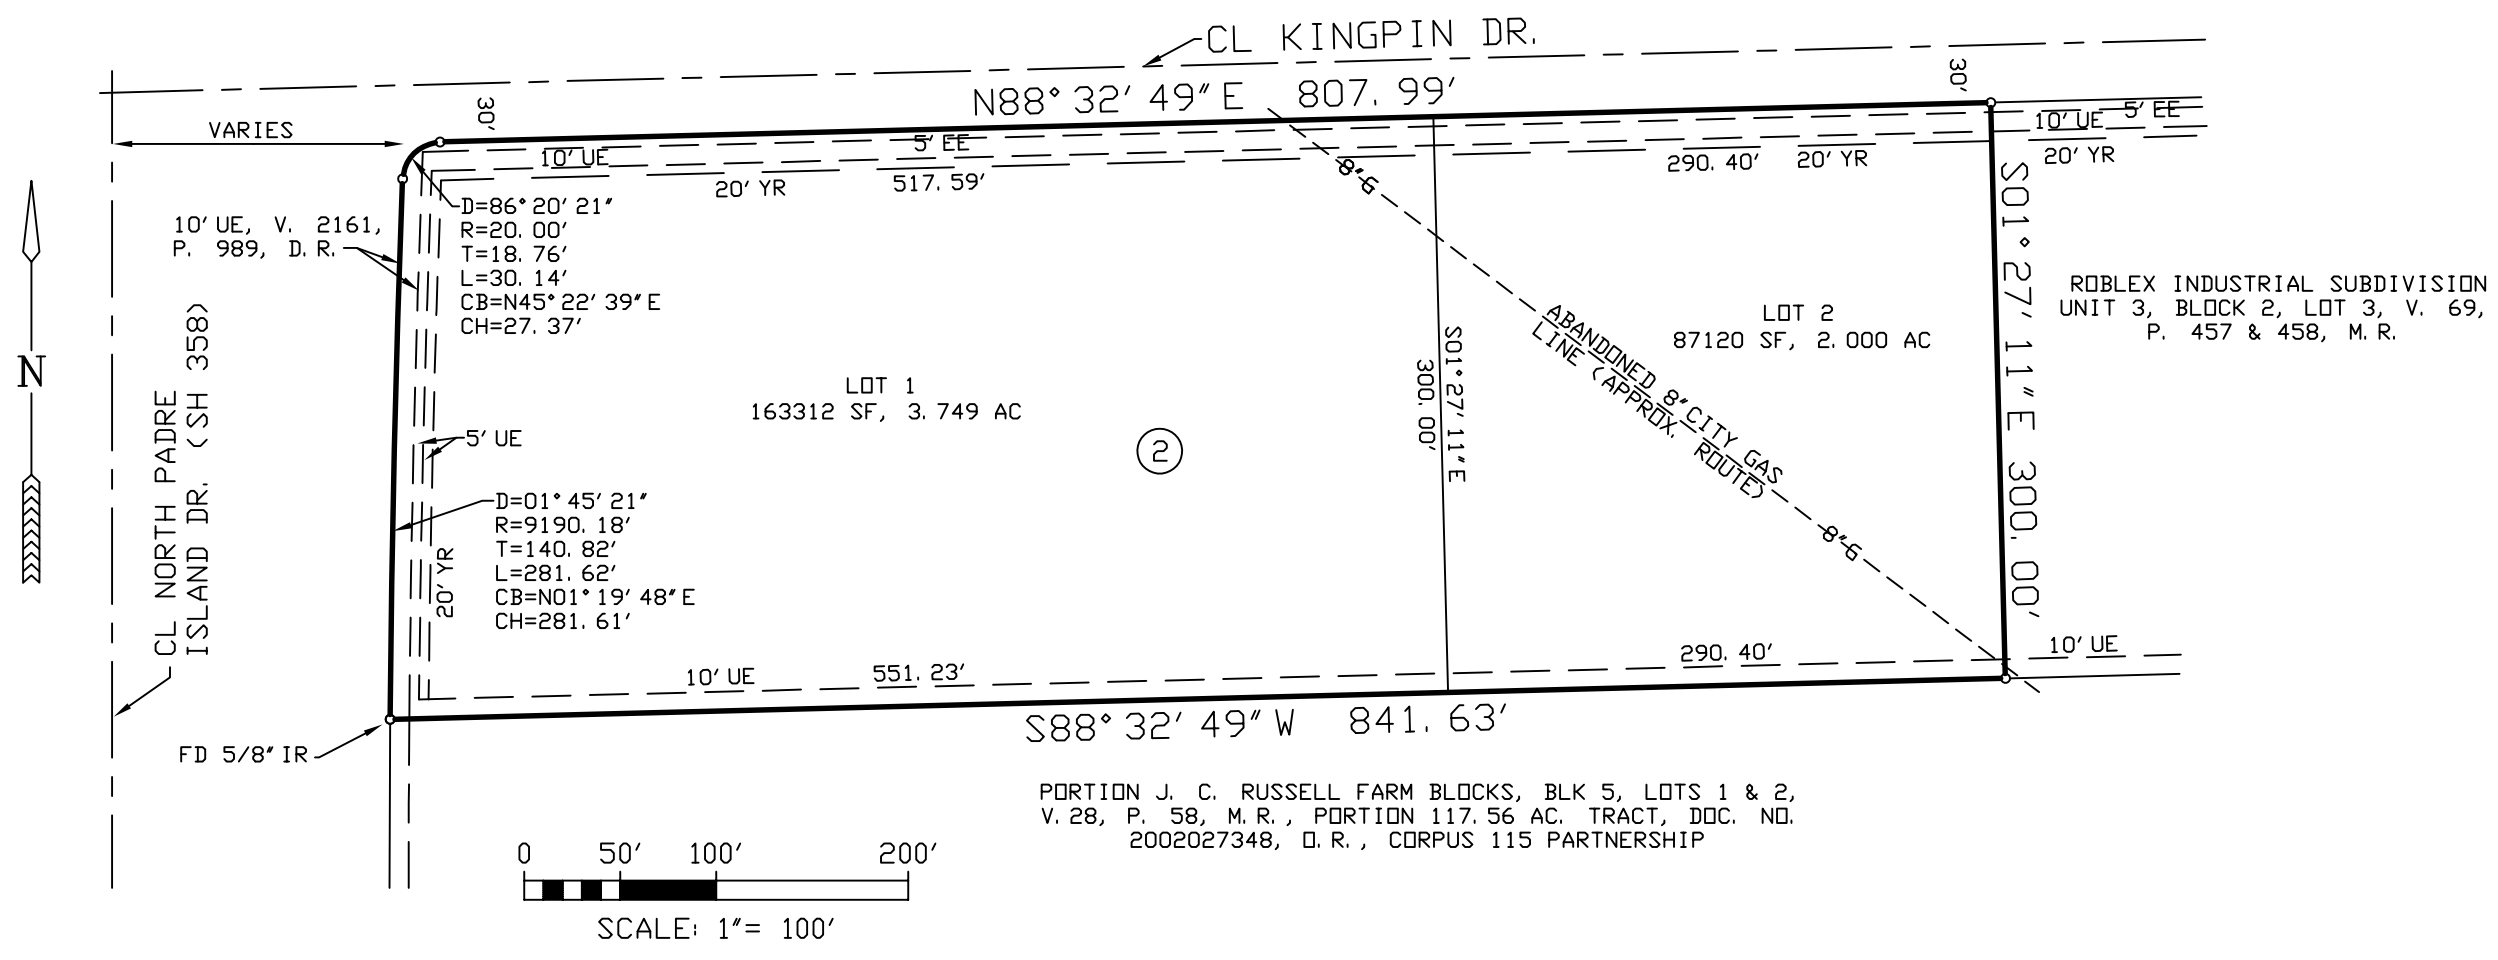 CL KINGPIN DR.
N88°32'49"E 807.99'
30'
30'
VARIES
5' EE
5' EE
10' UE
10' UE
20' YR
517.59'
8"G
290.40'
20' YR
20' YR
10'UE, V. 2161,
P. 989, D.R.
D=86°20'21"
R=20.00'
T=18.76'
L=30.14'
CB=N45°22'39"E
CH=27.37'
S01°27'11"E 300.00'
ROBLEX INDUSTRIAL SUBDIVISION
UNIT 3, BLOCK 2, LOT 3, V. 69,
P. 457 & 458, M.R.
N
CL NORTH PADRE
ISLAND DR. (SH 358)
LOT 1
163312 SF, 3.749 AC
S01°27'11"E
300.00'
ABANDONED 8"CITY GAS
LINE (APPROX. ROUTE)
LOT 2
87120 SF, 2.000 AC
2
5' UE
D=01°45'21"
R=9190.18'
T=140.82'
L=281.62'
CB=N01°19'48"E
CH=281.61'
20' YR
8"G
10' UE
551.23'
290.40'
10' UE
S88°32'49"W 841.63'
FD 5/8"IR
PORTION J.C. RUSSELL FARM BLOCKS, BLK 5, LOTS 1 & 2,
V.28, P. 58, M.R., PORTION 117.56 AC. TRACT, DOC. NO.
2002027348, O.R., CORPUS 115 PARTNERSHIP
0 50' 100' 200'
SCALE: 1"= 100'